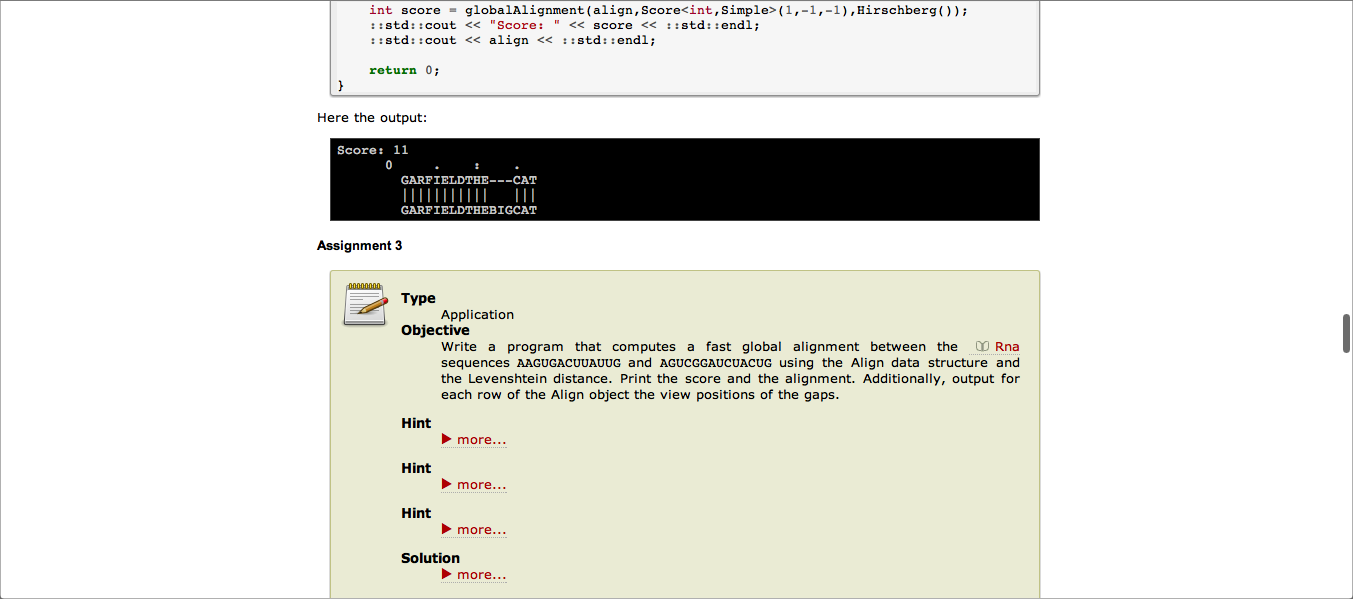 int score = globalAlignment(align,Score<int,Simple>(1,-1,-1),Hirschberg());
::std::cout << "Score: " << score << ::std::endl;
::std::cout << align << ::std::endl;
return 0;
}
Here the output:
Score: 11
0     .    :    .
GARFIELDTHE---CAT
|||||||||||   |||
GARFIELDTHEBIGCAT
Assignment 3
Type
Application
Objective
Write a program that computes a fast global alignment between the Rna
sequences AAGUGACUUAUUG and AGUCGGAUCUACUG using the Align data structure and
the Levenshtein distance. Print the score and the alignment. Additionally, output for
each row of the Align object the view positions of the gaps.
Hint
more...
Hint
more...
Hint
more...
Solution
more...